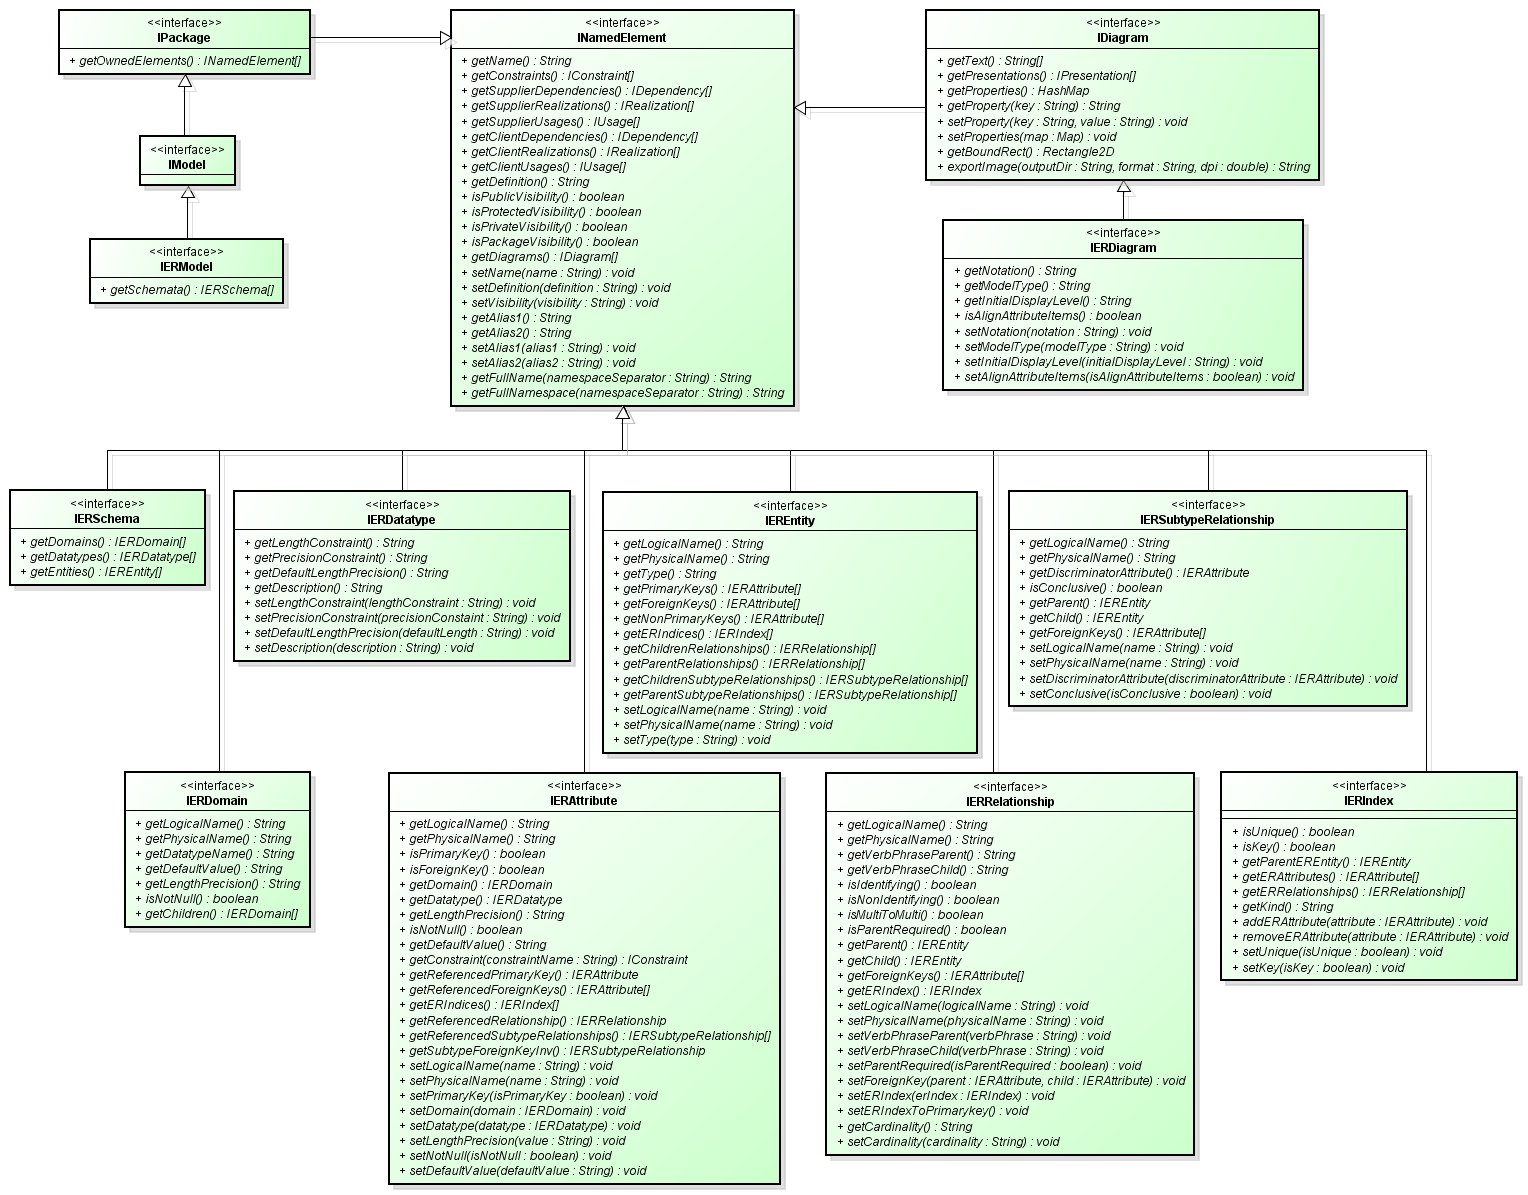 <<interface>>
IPackage
+ getOwnedElements() : INamedElement[]
<<interface>>
IModel
<<interface>>
IERModel
+ getSchemata() : IERSchema[]
<<interface>>
INamedElement
+ getName() : String
+ getConstraints() : IConstraint[]
+ getSupplierDependencies() : IDependency[]
+ getSupplierRealizations() : IRealization[]
+ getSupplierUsages() : IUsage[]
+ getClientDependencies() : IDependency[]
+ getClientRealizations() : IRealization[]
+ getClientUsages() : IUsage[]
+ getDefinition() : String
+ isPublicVisibility() : boolean
+ isProtectedVisibility() : boolean
+ isPrivateVisibility() : boolean
+ isPackageVisibility() : boolean
+ getDiagrams() : IDiagram[]
+ setName(name : String) : void
+ setDefinition(definition : String) : void
+ setVisibility(visibility : String) : void
+ getAlias1() : String
+ getAlias2() : String
+ setAlias1(alias1 : String) : void
+ setAlias2(alias2 : String) : void
+ getFullName(namespaceSeparator : String) : String
+ getFullNamespace(namespaceSeparator : String) : String
<<interface>>
IDiagram
+ getText() : String[]
+ getPresentations() : IPresentation[]
+ getProperties() : HashMap
+ getProperty(key : String) : String
+ setProperty(key : String, value : String) : void
+ setProperties(map : Map) : void
+ getBoundRect() : Rectangle2D
+ exportImage(outputDir : String, format : String, dpi : double) : String
<<interface>>
IERDiagram
+ getNotation() : String
+ getModelType() : String
+ getInitialDisplayLevel() : String
+ isAlignAttributeItems() : boolean
+ setNotation(notation : String) : void
+ setModelType(modelType : String) : void
+ setInitialDisplayLevel(initialDisplayLevel : String) : void
+ setAlignAttributeItems(isAlignAttributeItems : boolean) : void
<<interface>>
IERSchema
+ getDomains() : IERDomain[]
+ getDatatypes() : IERDatatype[]
+ getEntities() : IEREntity[]
<<interface>>
IERDatatype
+ getLengthConstraint() : String
+ getPrecisionConstraint() : String
+ getDefaultLengthPrecision() : String
+ getDescription() : String
+ setLengthConstraint(lengthConstraint : String) : void
+ setPrecisionConstraint(precisionConstaint : String) : void
+ setDefaultLengthPrecision(defaultLength : String) : void
+ setDescription(description : String) : void
<<interface>>
IEREntity
+ getLogicalName() : String
+ getPhysicalName() : String
+ getType() : String
+ getPrimaryKeys() : IERAttribute[]
+ getForeignKeys() : IERAttribute[]
+ getNonPrimaryKeys() : IERAttribute[]
+ getERIndices() : IERIndex[]
+ getChildrenRelationships() : IERRelationship[]
+ getParentRelationships() : IERRelationship[]
+ getChildrenSubtypeRelationships() : IERSubtypeRelationship[]
+ getParentSubtypeRelationships() : IERSubtypeRelationship[]
+ setLogicalName(name : String) : void
+ setPhysicalName(name : String) : void
+ setType(type : String) : void
<<interface>>
IERSubtypeRelationship
+ getLogicalName() : String
+ getPhysicalName() : String
+ getDiscriminatorAttribute() : IERAttribute
+ isConclusive() : boolean
+ getParent() : IEREntity
+ getChild() : IEREntity
+ getForeignKeys() : IERAttribute[]
+ setLogicalName(name : String) : void
+ setPhysicalName(name : String) : void
+ setDiscriminatorAttribute(discriminatorAttribute : IERAttribute) : void
+ setConclusive(isConclusive : boolean) : void
<<interface>>
IERDomain
+ getLogicalName() : String
+ getPhysicalName() : String
+ getDatatypeName() : String
+ getDefaultValue() : String
+ getLengthPrecision() : String
+ isNotNull() : boolean
+ getChildren() : IERDomain[]
<<interface>>
IERAttribute
+ getLogicalName() : String
+ getPhysicalName() : String
+ isPrimaryKey() : boolean
+ isForeignKey() : boolean
+ getDomain() : IERDomain
+ getDatatype() : IERDatatype
+ getLengthPrecision() : String
+ isNotNull() : boolean
+ getDefaultValue() : String
+ getConstraint(constraintName : String) : IConstraint
+ getReferencedPrimaryKey() : IERAttribute
+ getReferencedForeignKeys() : IERAttribute[]
+ getERIndices() : IERIndex[]
+ getReferencedRelationship() : IERRelationship
+ getReferencedSubtypeRelationships() : IERSubtypeRelationship[]
+ getSubtypeForeignKeyInv() : IERSubtypeRelationship
+ setLogicalName(name : String) : void
+ setPhysicalName(name : String) : void
+ setPrimaryKey(isPrimaryKey : boolean) : void
+ setDomain(domain : IERDomain) : void
+ setDatatype(datatype : IERDatatype) : void
+ setLengthPrecision(value : String) : void
+ setNotNull(isNotNull : boolean) : void
+ setDefaultValue(defaultValue : String) : void
<<interface>>
IERRelationship
+ getLogicalName() : String
+ getPhysicalName() : String
+ getVerbPhraseParent() : String
+ getVerbPhraseChild() : String
+ isIdentifying() : boolean
+ isNonIdentifying() : boolean
+ isMultiToMulti() : boolean
+ isParentRequired() : boolean
+ getParent() : IEREntity
+ getChild() : IEREntity
+ getForeignKeys() : IERAttribute[]
+ getERIndex() : IERIndex
+ setLogicalName(logicalName : String) : void
+ setPhysicalName(physicalName : String) : void
+ setVerbPhraseParent(verbPhrase : String) : void
+ setVerbPhraseChild(verbPhrase : String) : void
+ setParentRequired(isParentRequired : boolean) : void
+ setForeignKey(parent : IERAttribute, child : IERAttribute) : void
+ setERIndex(erIndex : IERIndex) : void
+ setERIndexToPrimarykey() : void
+ getCardinality() : String
+ setCardinality(cardinality : String) : void
<<interface>>
IERIndex
+ isUnique() : boolean
+ isKey() : boolean
+ getParentEREntity() : IEREntity
+ getERAttributes() : IERAttribute[]
+ getERRelationships() : IERRelationship[]
+ getKind() : String
+ addERAttribute(attribute : IERAttribute) : void
+ removeERAttribute(attribute : IERAttribute) : void
+ setUnique(isUnique : boolean) : void
+ setKey(isKey : boolean) : void